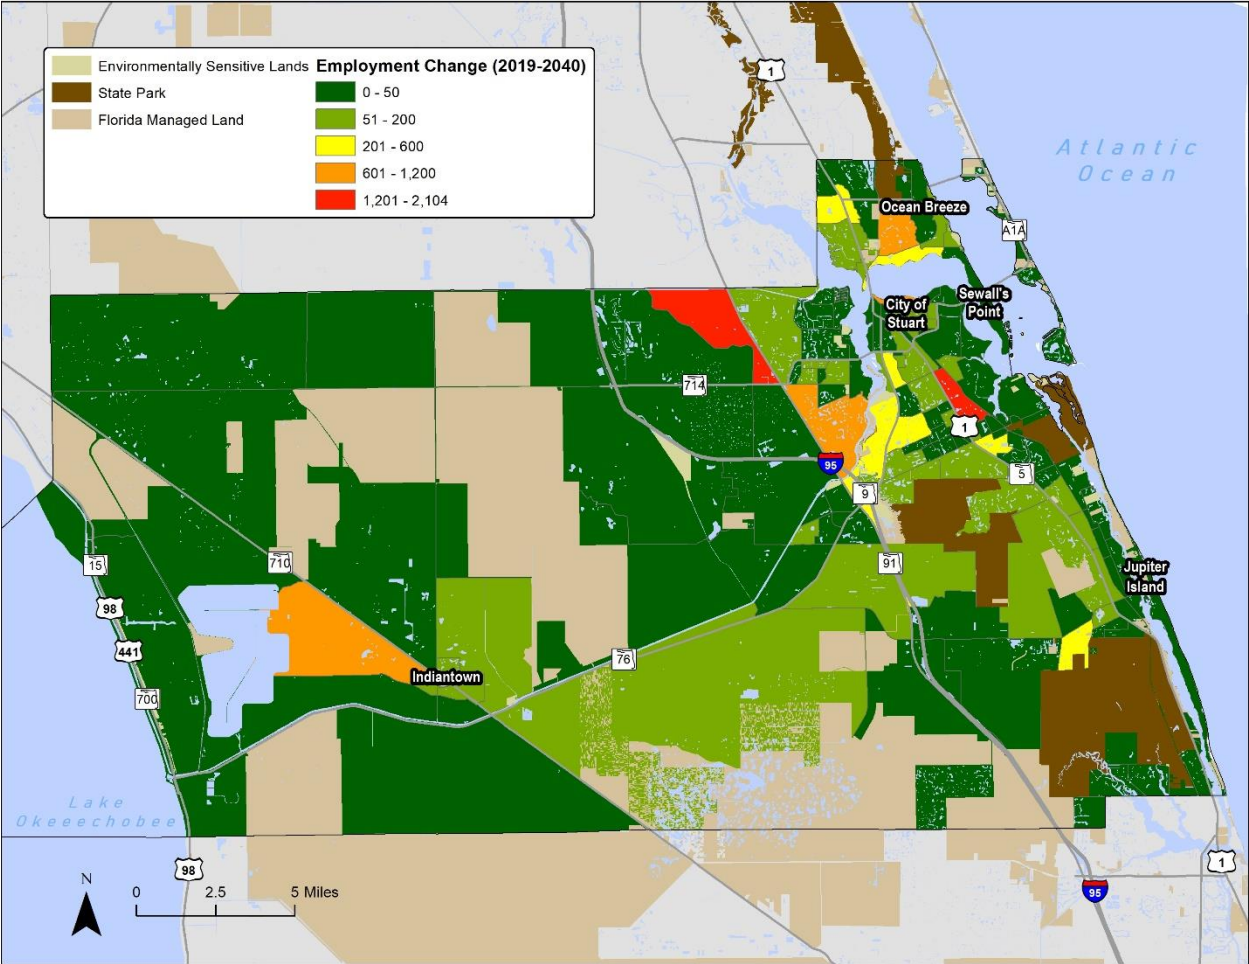 Environmentally Sensitive Lands
State Park
Florida Managed Land
Employment Change (2019-2040)
0 - 50
51 - 200
201 - 600
601 - 1,200
1,201 - 2,104
1
Atlantic
Ocean
Ocean Breeze
A1A
City of
Stuart
Sewall's
Point
714
1
95
9
5
15
710
91
Jupiter
Island
98
441
76
Indiantown
700
Lake
Okeeechobee
98
N
0 2.5 5 Miles
1
95